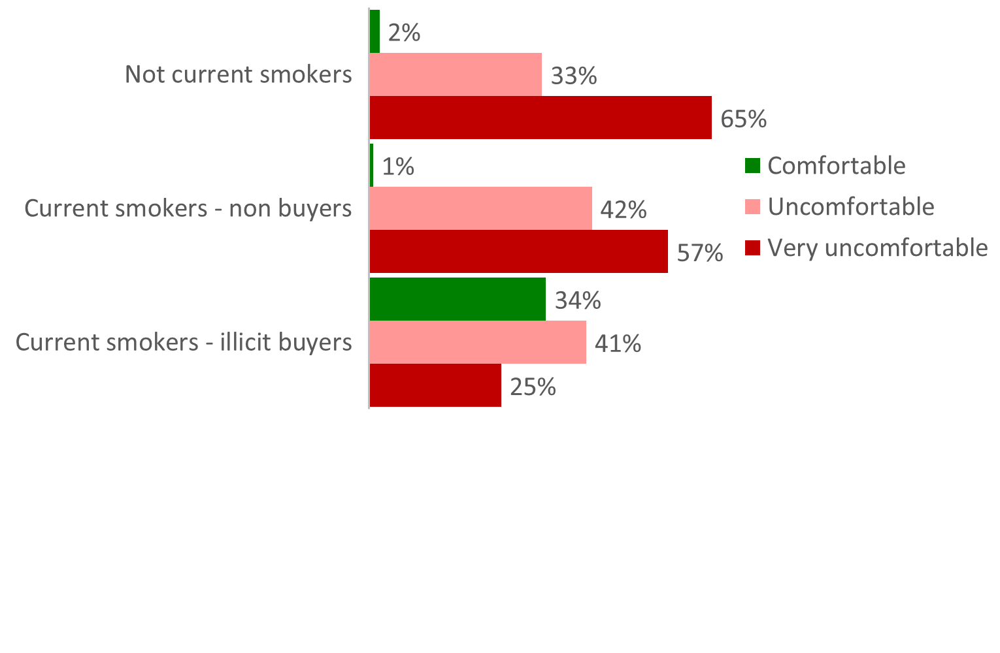 2%
Not current smokers
33%
65%
1%
Current smokers - non buyers
42%
57%
34%
Current smokers - illicit buyers
41%
25%
Comfortable
Uncomfortable
Very uncomfortable